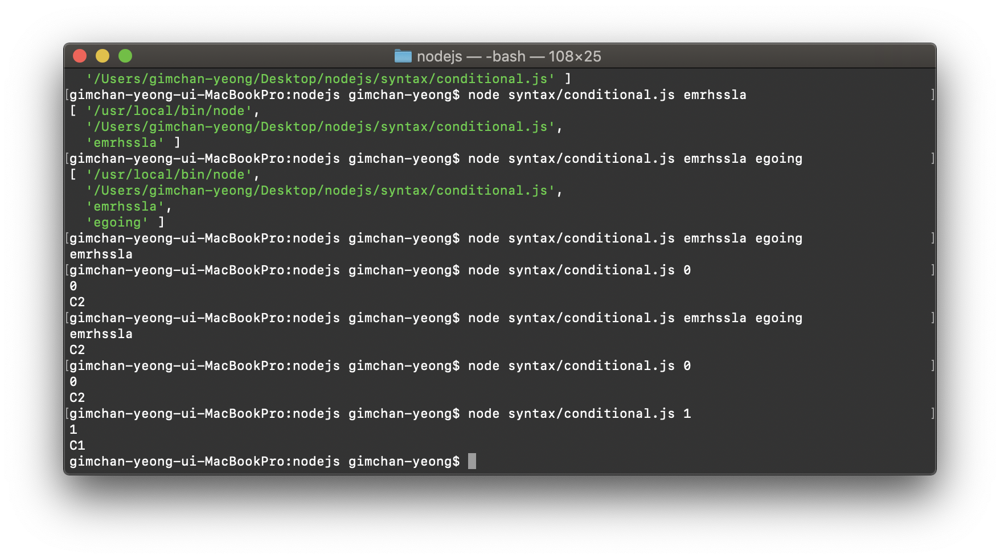 nodejs — -bash — 108×25
'/Users/gimchan-yeong/Desktop/nodejs/syntax/conditional.js' ]
[gimchan-yeong-ui-MacBookPro:nodejs gimchan-yeong$ node syntax/conditional.js emrhssla ]
[ '/usr/local/bin/node',
'/Users/gimchan-yeong/Desktop/nodejs/syntax/conditional.js',
'emrhssla' ]
[gimchan-yeong-ui-MacBookPro:nodejs gimchan-yeong$ node syntax/conditional.js emrhssla egoing ]
[ '/usr/local/bin/node',
'/Users/gimchan-yeong/Desktop/nodejs/syntax/conditional.js',
'emrhssla',
'egoing' ]
[gimchan-yeong-ui-MacBookPro:nodejs gimchan-yeong$ node syntax/conditional.js emrhssla egoing ]
emrhssla
[gimchan-yeong-ui-MacBookPro:nodejs gimchan-yeong$ node syntax/conditional.js 0 ]
0
C2
[gimchan-yeong-ui-MacBookPro:nodejs gimchan-yeong$ node syntax/conditional.js emrhssla egoing ]
emrhssla
C2
[gimchan-yeong-ui-MacBookPro:nodejs gimchan-yeong$ node syntax/conditional.js 0 ]
0
C2
[gimchan-yeong-ui-MacBookPro:nodejs gimchan-yeong$ node syntax/conditional.js 1 ]
1
C1
gimchan-yeong-ui-MacBookPro:nodejs gimchan-yeong$